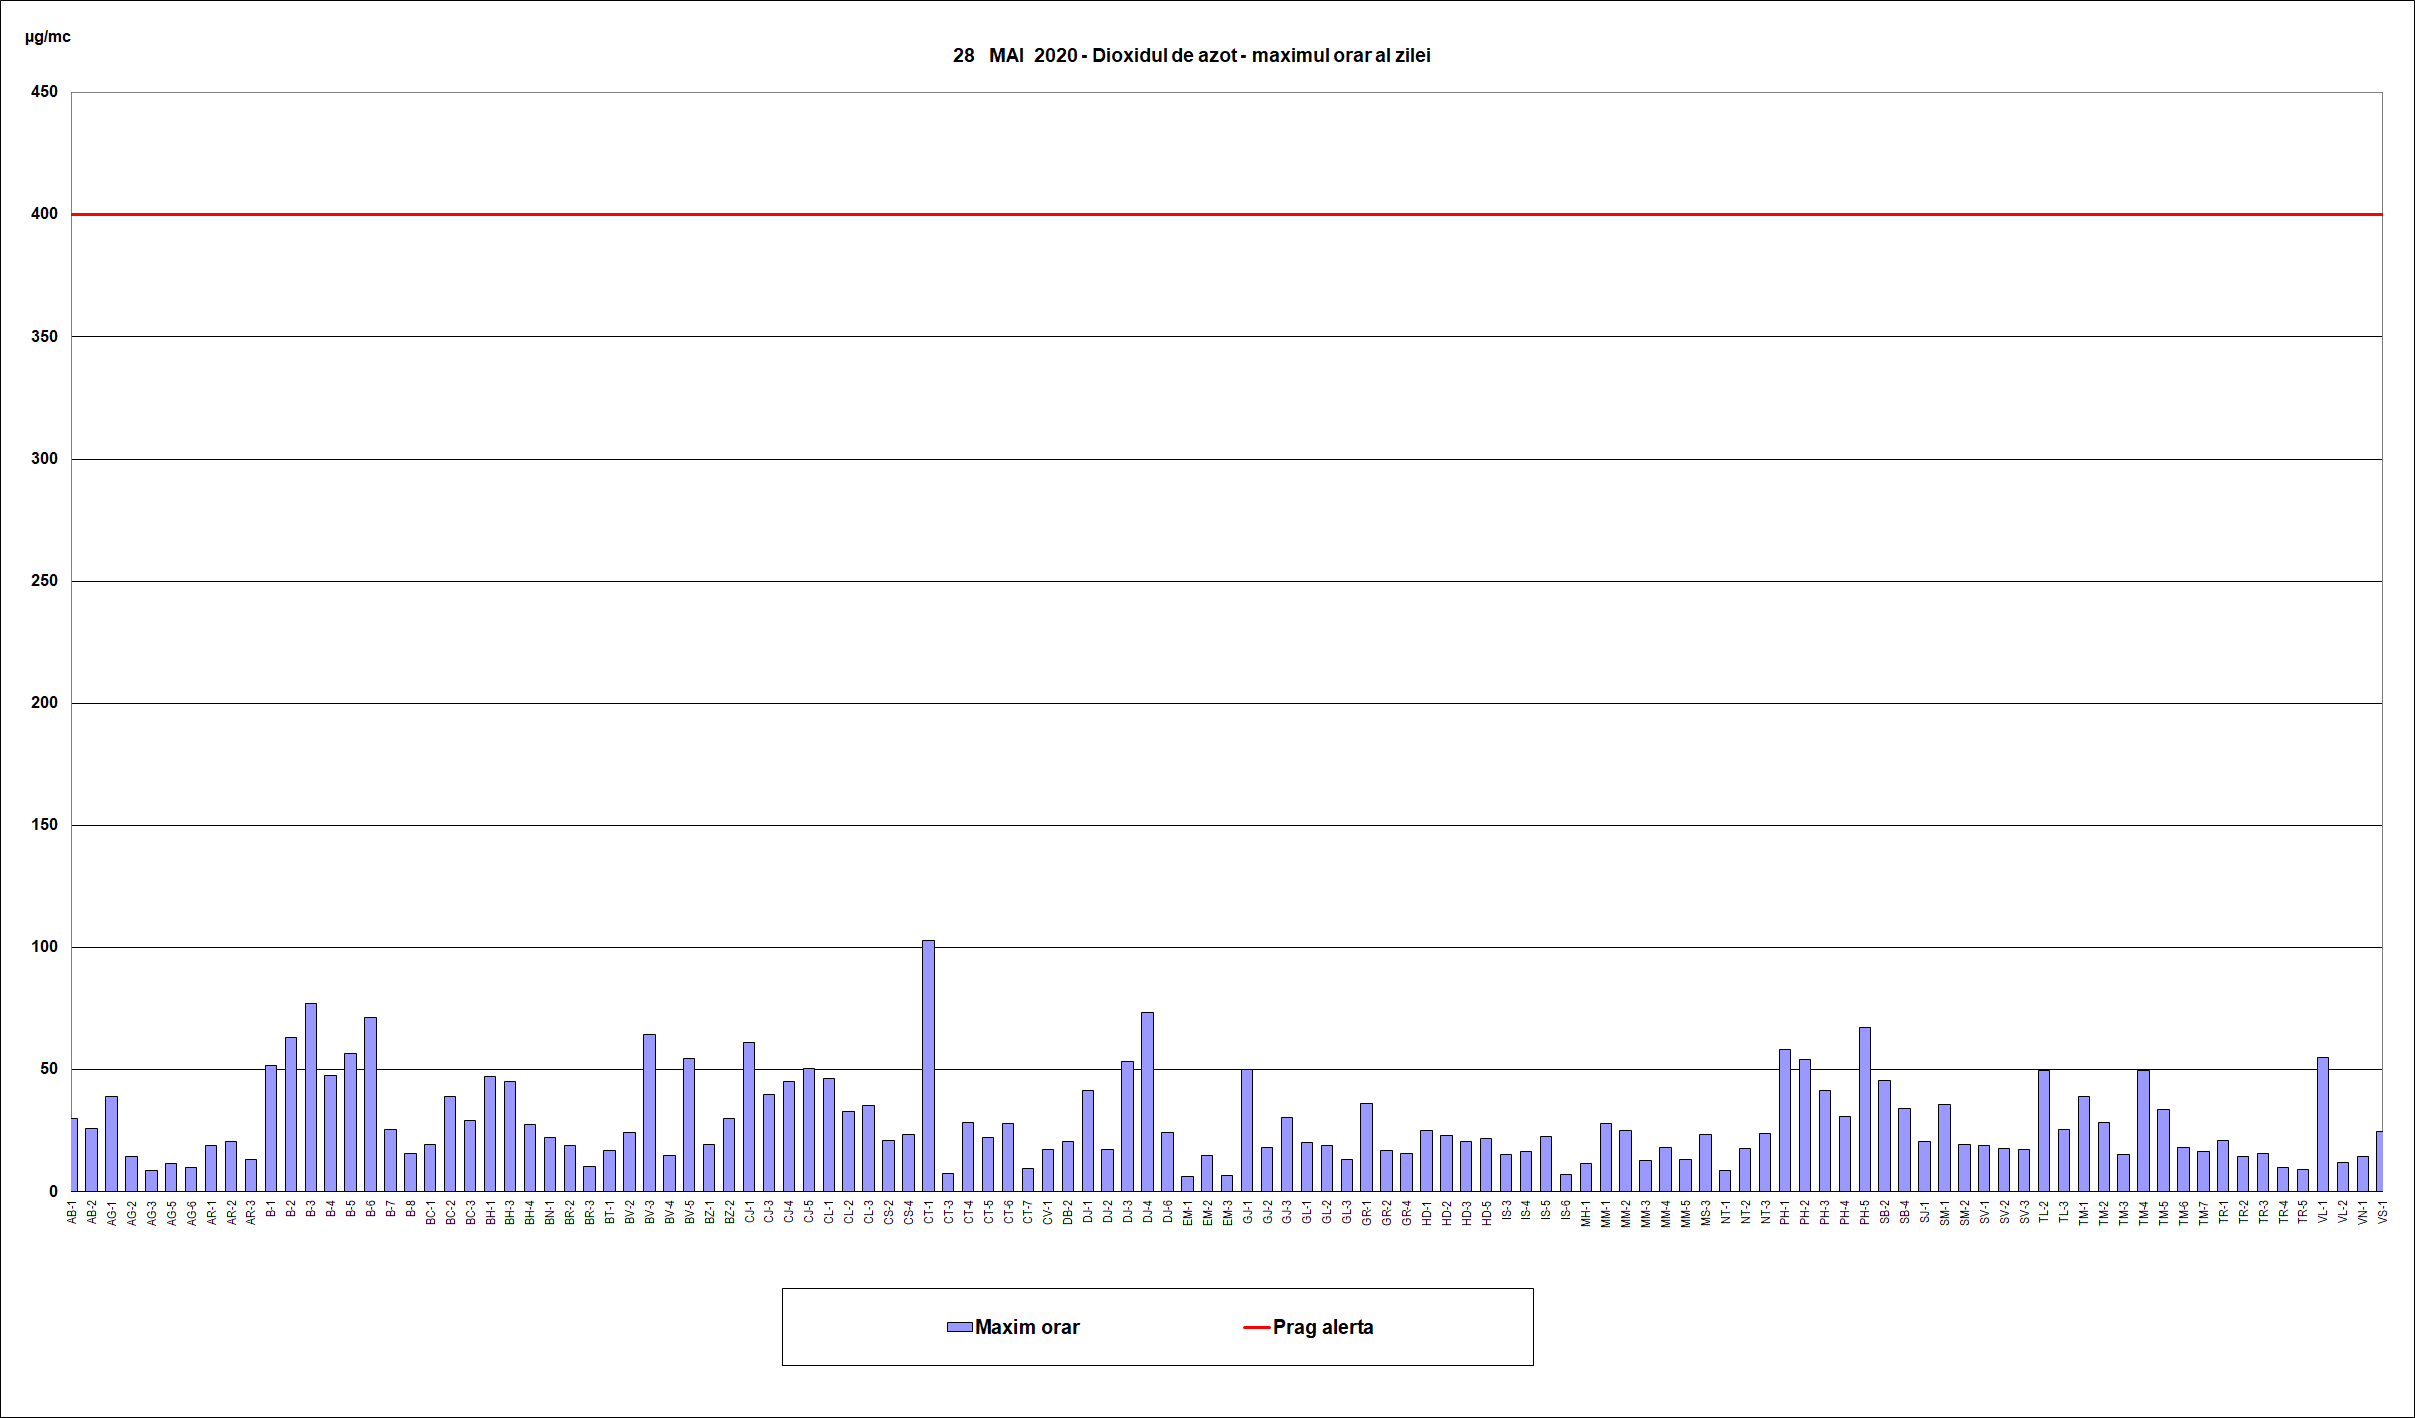 µg/mc
28 MAI 2020 - Dioxidul de azot - maximul orar al zilei
450
400
350
300
250
200
150
100
50
0
AB-1 AB-2 AG-1 AG-2 AG-3 AG-5 AG-6 AR-1 AR-2 AR-3 B-1 B-2 B-3 B-4 B-5 B-6 B-7 B-8 BC-1 BC-2 BC-3 BH-1 BH-3 BH-4 BN-1 BR-2 BR-3 BT-1 BV-2 BV-3 BV-4 BV-5 BZ-1 BZ-2 CJ-1 CJ-3 CJ-4 CJ-5 CL-1 CL-2 CL-3 CS-2 CS-4 CT-1 CT-3 CT-4 CT-5 CT-6 CT-7 CV-1 DB-2 DJ-1 DJ-2 DJ-3 DJ-4 DJ-6 EM-1 EM-2 EM-3 GJ-1 GJ-2 GJ-3 GL-1 GL-2 GL-3 GR-1 GR-2 GR-4 HD-1 HD-2 HD-3 HD-5 IS-3 IS-4 IS-5 IS-6 MH-1 MM-1 MM-2 MM-3 MM-4 MM-5 MS-3 NT-1 NT-2 NT-3 PH-1 PH-2 PH-3 PH-4 PH-5 SB-2 SB-4 SJ-1 SM-1 SM-2 SV-1 SV-2 SV-3 TL-2 TL-3 TM-1 TM-2 TM-3 TM-4 TM-5 TM-6 TM-7 TR-1 TR-2 TR-3 TR-4 TR-5 VL-1 VL-2 VN-1 VS-1
Maxim orar Prag alerta